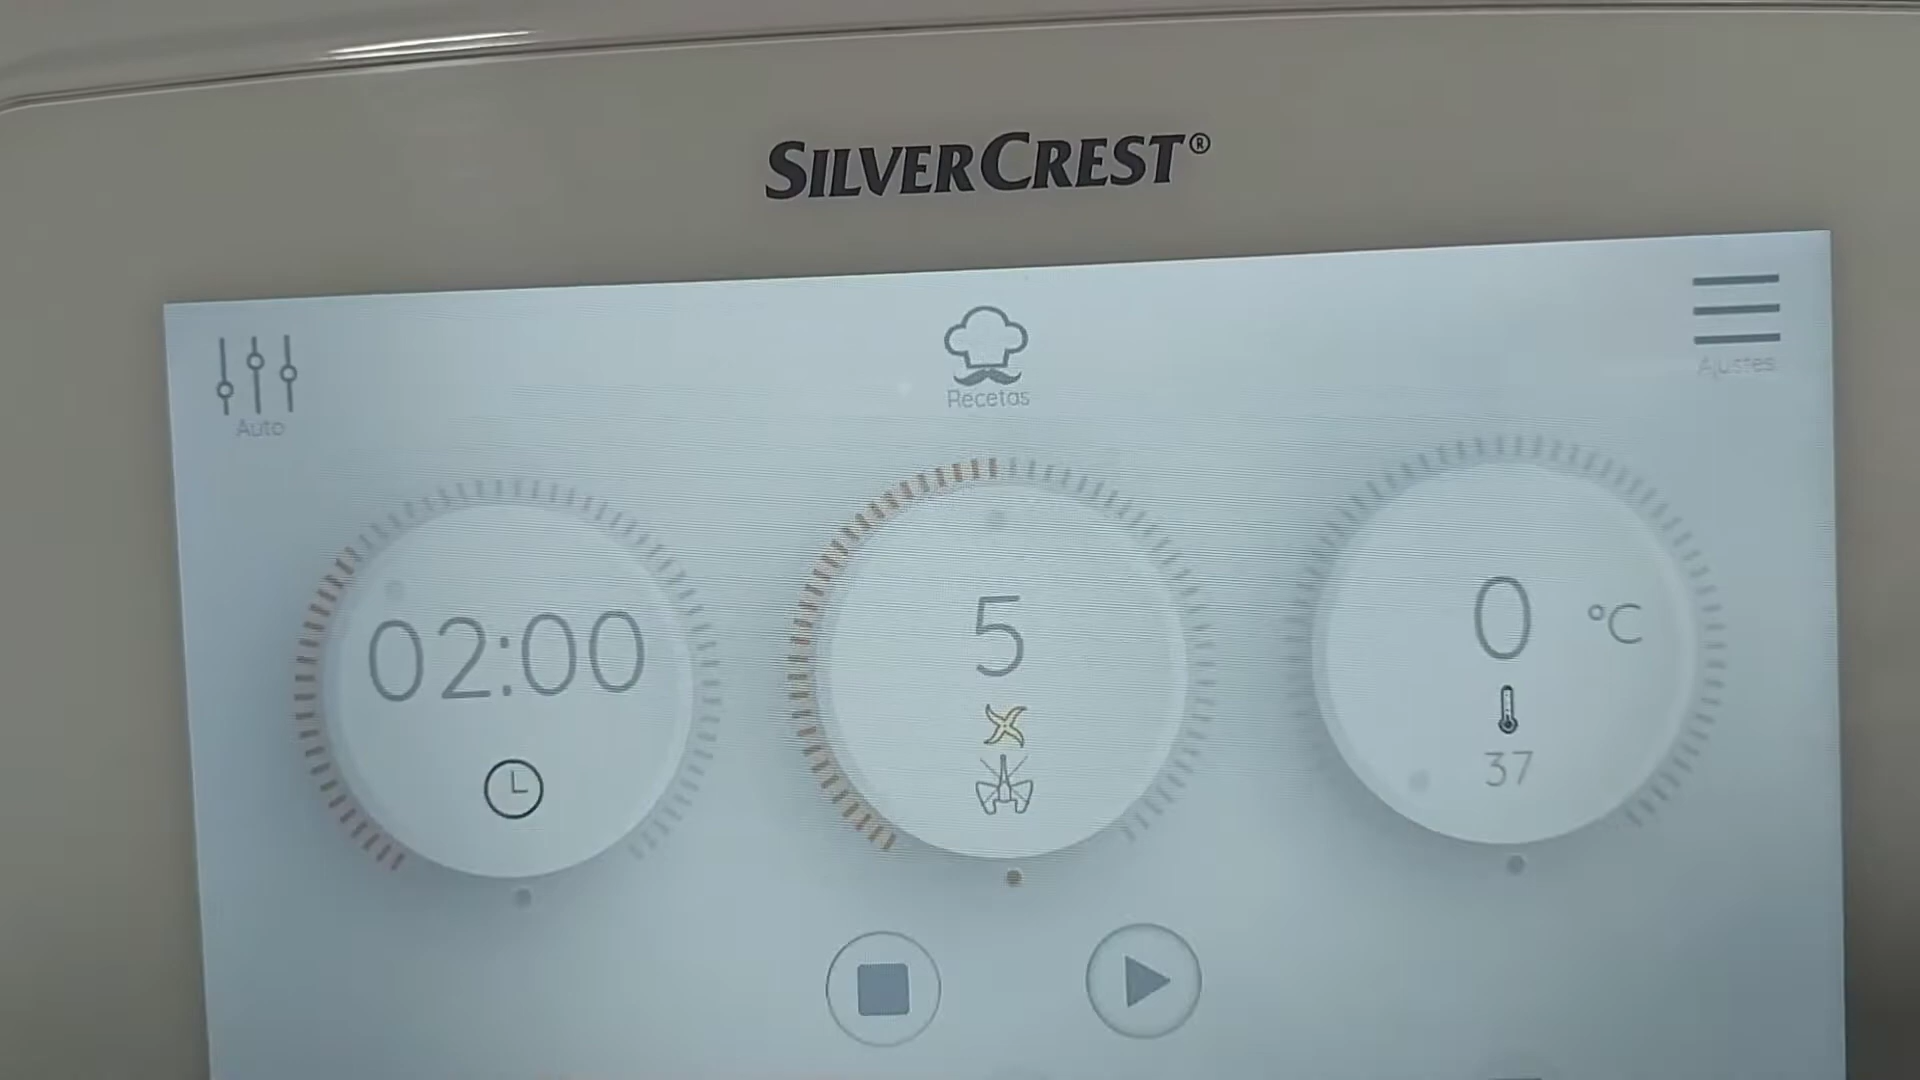 SILVERCREST®
Auto
Recetas
Ajustes
02:00
5
0 °C
37